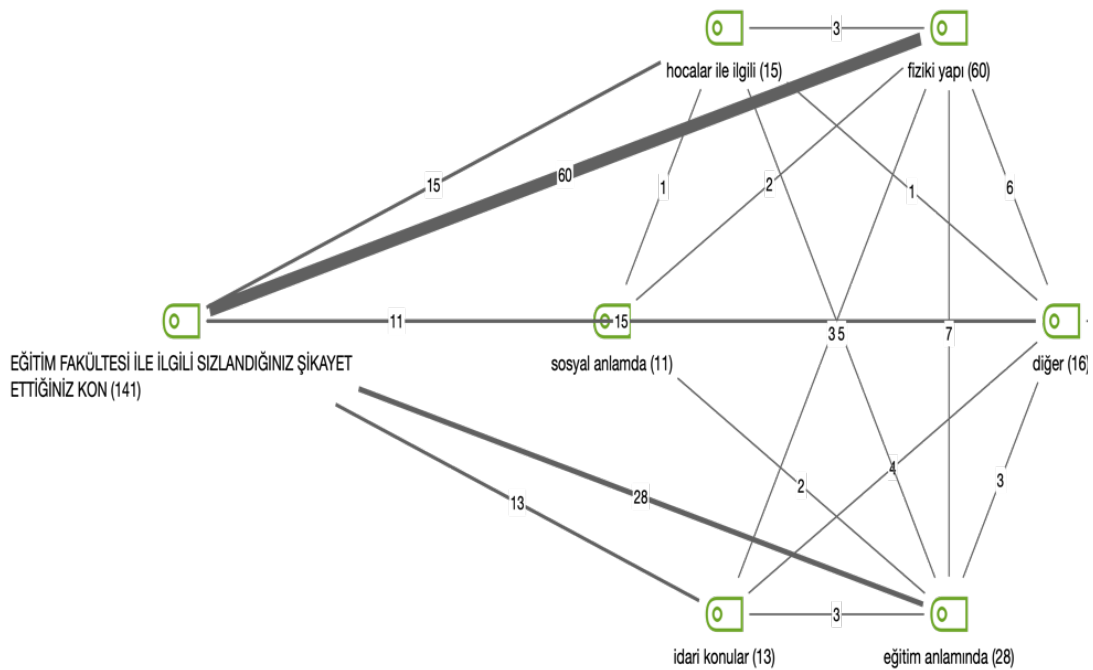 3
hocalar ile ilgili (15)
fiziki yapı (60)
15
60
1
2
1
6
11
15
3 5
7
EĞİTİM FAKÜLTESİ İLE İLGİLİ SIZLANDIĞINIZ ŞİKAYET
ETTİĞİNİZ KON (141)
sosyal anlamda (11)
diğer (16)
13
28
2
4
3
3
idari konular (13)
eğitim anlamında (28)